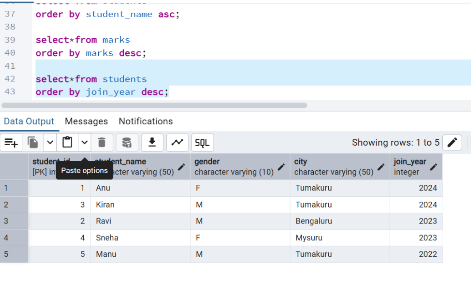 37 order by student_name asc;
38
39 select*from marks
40 order by marks desc;
41
42 select*from students
43 order by join_year desc;
Data Output Messages Notifications
SQL Showing rows: 1 to 5
student_id student_name gender city join_year
[PK] in character varying (50) character varying (10) character varying (50) integer
Paste options
1 1 Anu F Tumakuru 2024
2 3 Kiran M Tumakuru 2024
3 2 Ravi M Bengaluru 2023
4 4 Sneha F Mysuru 2023
5 5 Manu M Tumakuru 2022